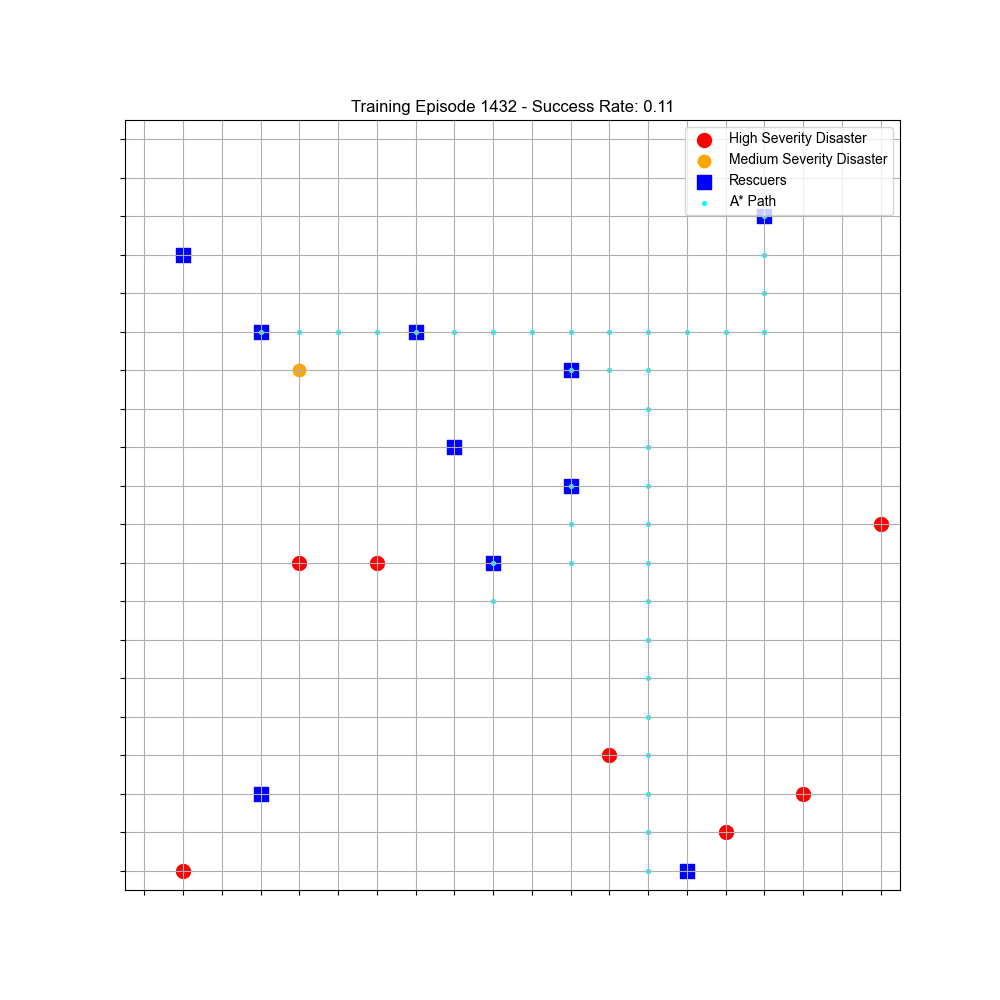 Training Episode 1432 - Success Rate: 0.11
High Severity Disaster
Medium Severity Disaster
Rescuers
A* Path